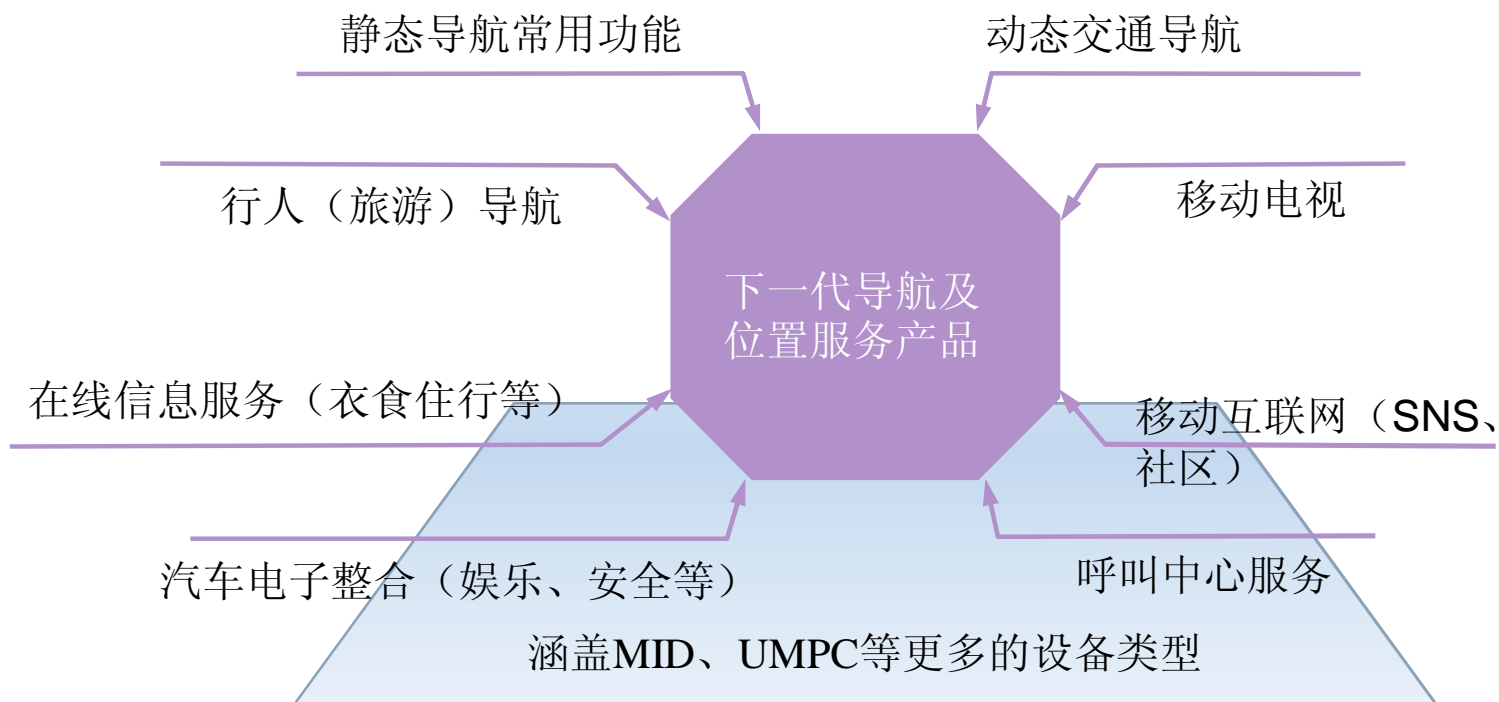 静态导航常用功能
动态交通导航
行人（旅游）导航
移动电视
下一代导航及
位置服务产品
在线信息服务（衣食住行等）
移动互联网（SNS、
社区）
汽车电子整合（娱乐、安全等）
呼叫中心服务
涵盖MID、UMPC等更多的设备类型